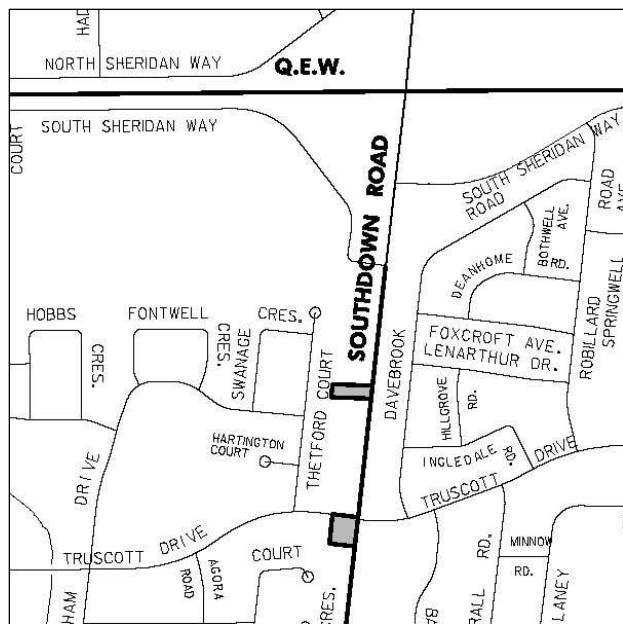 HAD
NORTH SHERIDAN WAY
Q.E.W.
SOUTH SHERIDAN WAY
COURT
SOUTHDOWN ROAD
SOUTH SHERIDAN WAY
ROAD
ROAD
AVE
BOTHWELL AVE.
DEANHOME
RD.
ROBILLARD
SPRINGWELL
HOBBS
CRES.
FONTWELL
CRES.
SWANAGE
CRES.
FOXCROFT AVE.
LENARTHUR DR.
DAVEBROOK
THETFORD COURT
HILLGROVE
RD.
HARTINGTON
COURT
INGLEDALE
RD.
DRIVE
TRUSCOTT
DRIVE
TRUSCOTT
DRIVE
COURT
AGORA
ROAD
HAM
CRES.
BA
RALL
RD.
MINNOW
RD.
LANEY